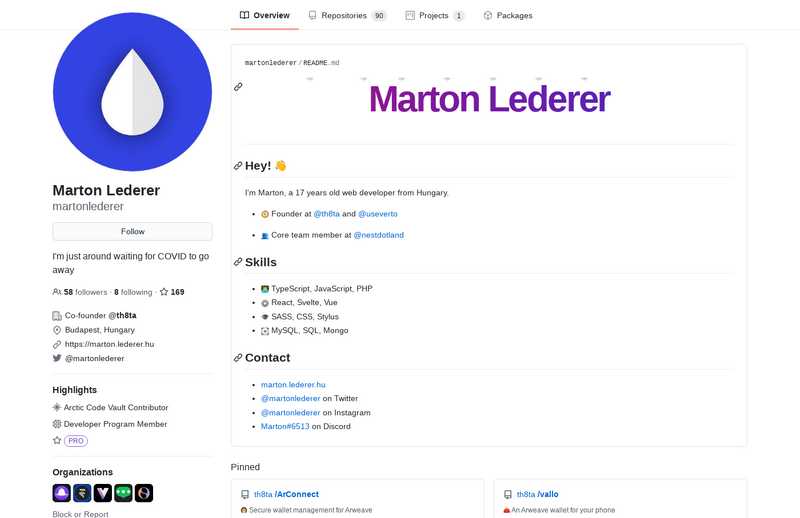 Overview
Repositories 90
Projects 1
Packages
martonlederer / README.md
Marton Lederer
Hey! 👋
I'm Marton, a 17 years old web developer from Hungary.
Founder at @th8ta and @useverto
Core team member at @nestdotland
Skills
TypeScript, JavaScript, PHP
React, Svelte, Vue
SASS, CSS, Stylus
MySQL, SQL, Mongo
Contact
marton.lederer.hu
@martonlederer on Twitter
@martonlederer on Instagram
Marton#6513 on Discord
Marton Lederer
martonlederer
Follow
I'm just around waiting for COVID to go
away
58 followers · 8 following · 169
Co-founder @th8ta
Budapest, Hungary
https://marton.lederer.hu
@martonlederer
Highlights
Arctic Code Vault Contributor
Developer Program Member
PRO
Organizations
Block or Report
Pinned
th8ta /ArConnect
Secure wallet management for Arweave
th8ta /vallo
An Arweave wallet for your phone